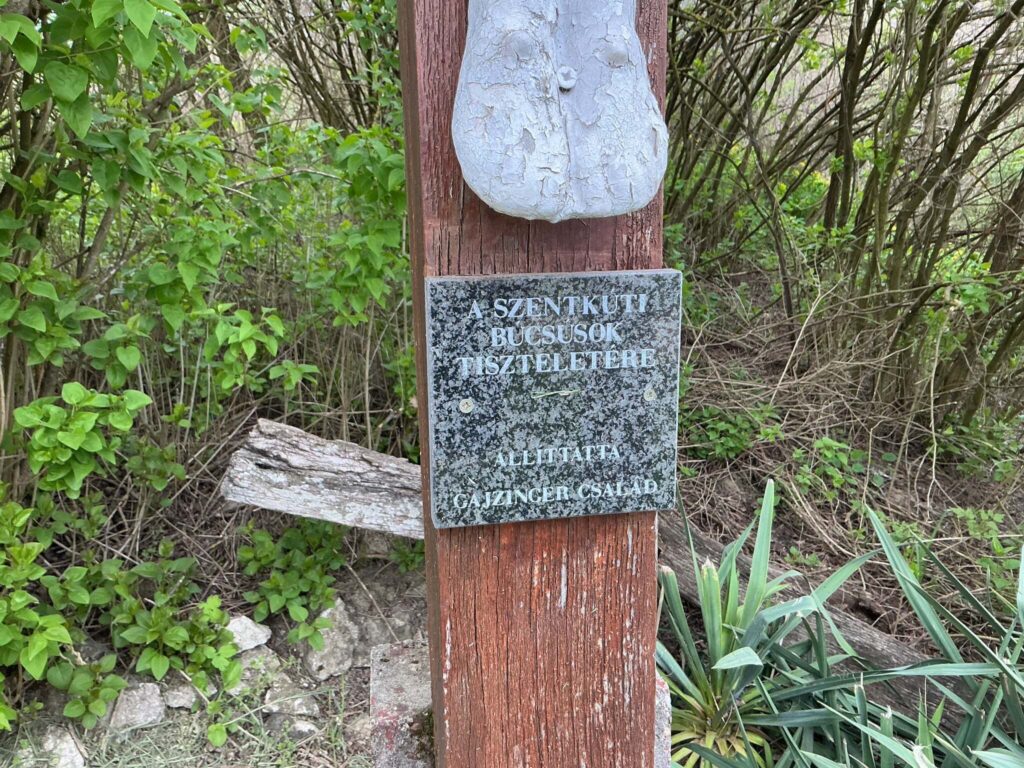 A SZENTKUTI
BÚCSÚSOK
TISZTELETÉRE
ÁLLÍTTATTA
GAJZINGER CSALÁD